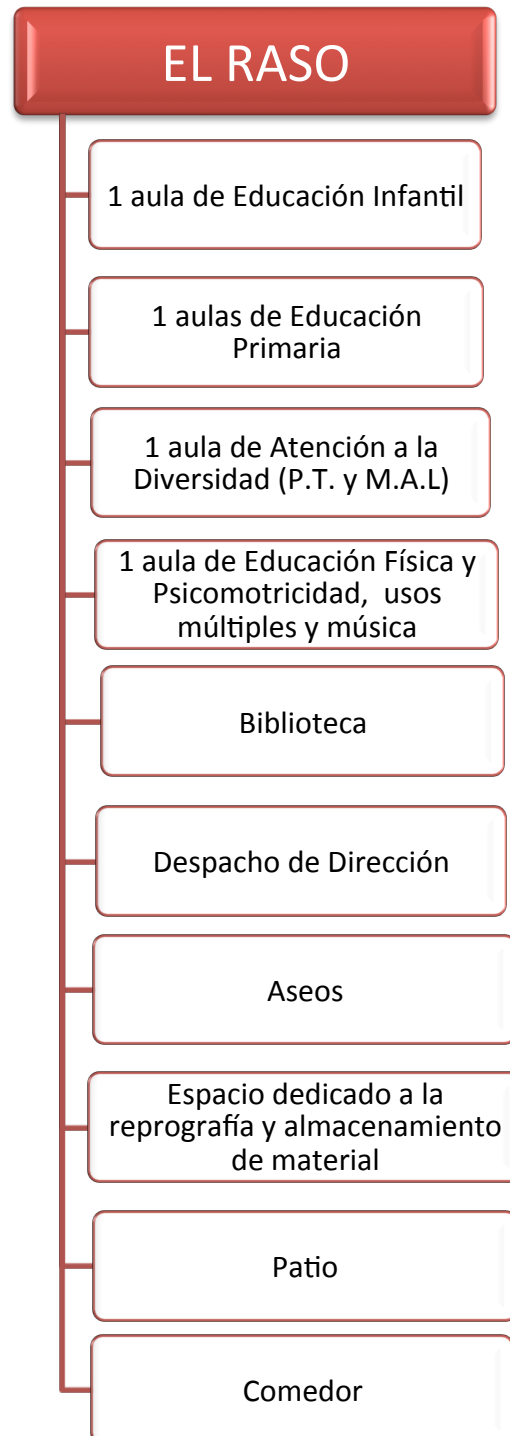 EL RASO
1 aula de Educación Infantil
1 aulas de Educación
Primaria
1 aula de Atención a la
Diversidad (P.T. y M.A.L)
1 aula de Educación Física y
Psicomotricidad,  usos
múltiples y música
Biblioteca
Despacho de Dirección
Aseos
Espacio dedicado a la
reprografía y almacenamiento
de material
Patio
Comedor